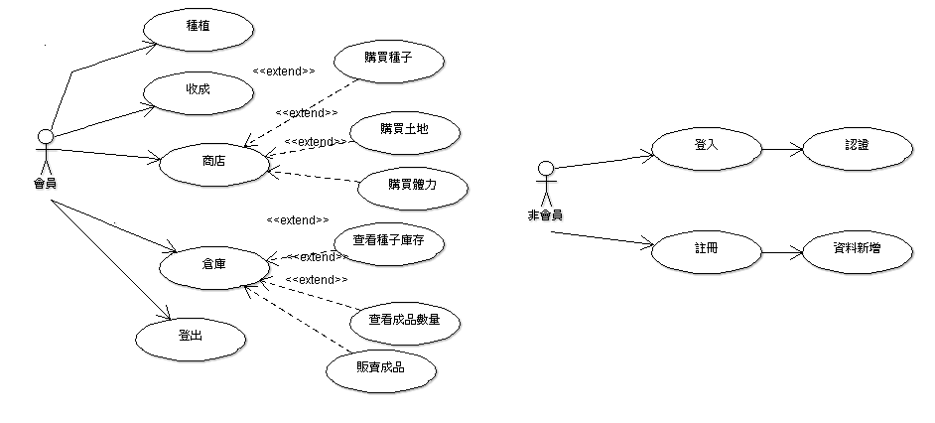 種植
收成
<<extend>>
購買種子
<<extend>>
購買土地
<<extend>>
商店
購買體力
會員
<<extend>>
查看種子庫存
<<extend>>
倉庫
<<extend>>
查看成品數量
登出
販賣成品
登入
認證
非會員
註冊
資料新增